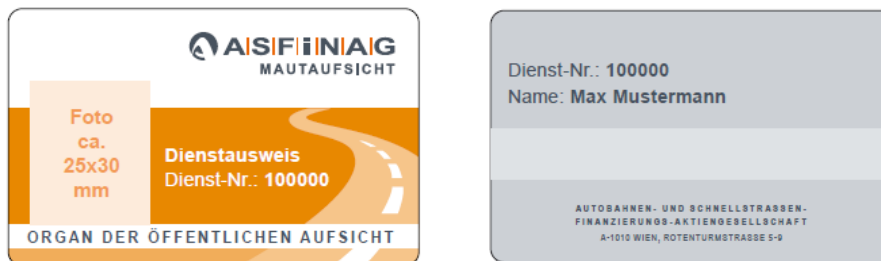 ASFiNAG
MAUTAUFSICHT
Foto
ca.
25x30
mm
Dienstausweis
Dienst-Nr.: 100000
ORGAN DER ÖFFENTLICHEN AUFSICHT
Dienst-Nr.: 100000
Name: Max Mustermann
AUTOBAHNEN- UND SCHNELLSTRASSEN-
FINANZIERUNGS-AKTIENGESELLSCHAFT
A-1010 WIEN, ROTENTURMSTRASSE 5-9